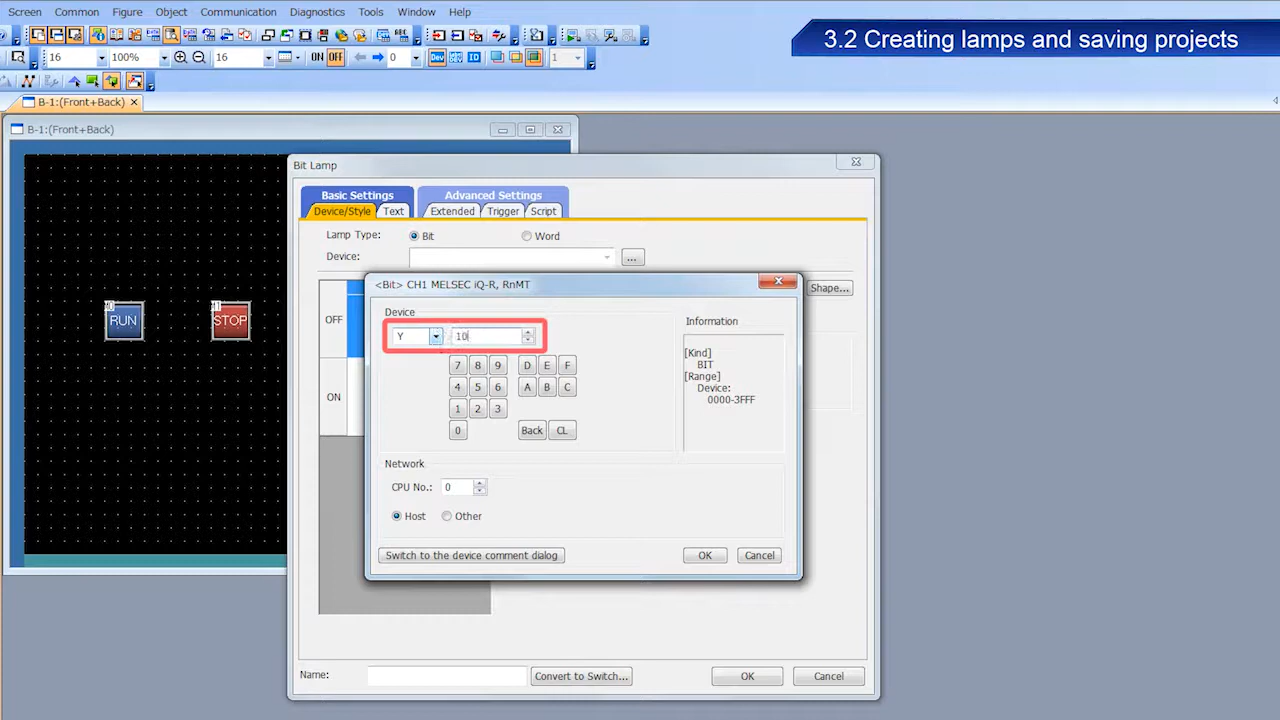 Screen Common Figure Object Communication Diagnostics Tools Window Help
3.2 Creating lamps and saving projects
16 100% 16 ON OFF 0 Dev ID 1
B-1:(Front+Back)
B-1:(Front+Back)
RUN STOP
Bit Lamp
Basic Settings Advanced Settings
Device/Style Text Extended Trigger Script
Lamp Type: Bit Word
Device: ...
OFF
ON
Shape...
<Bit> CH1 MELSEC iQ-R, RnMT
Device
Y 10
7 8 9 D E F
4 5 6 A B C
1 2 3
0 Back CL
Information
[Kind]
BIT
[Range]
Device:
0000-3FFF
Network
CPU No.: 0
Host Other
Switch to the device comment dialog OK Cancel
Name: Convert to Switch... OK Cancel